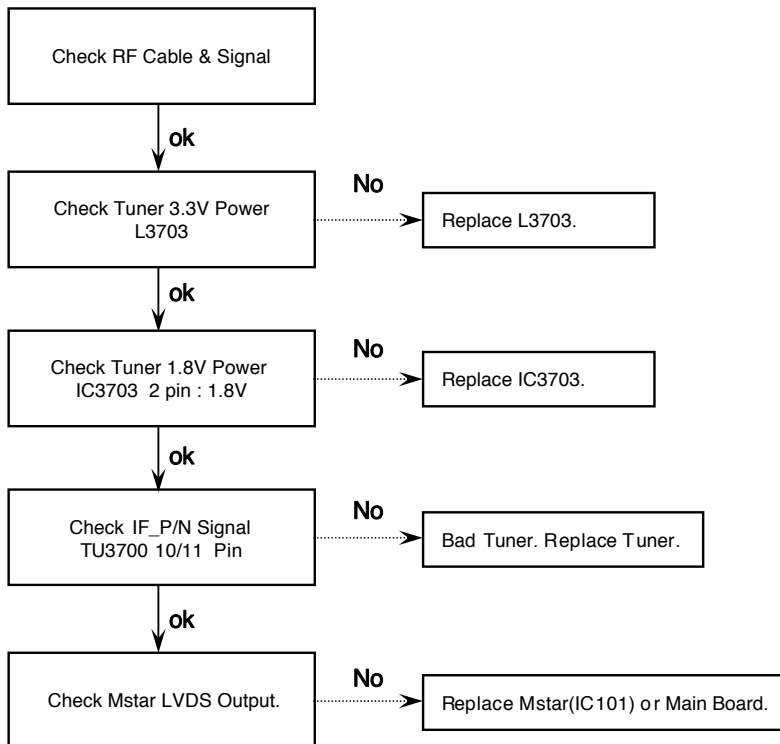 Check RF Cable & Signal
ok
Check Tuner 3.3V Power
L3703
No
Replace L3703.
ok
Check Tuner 1.8V Power
IC3703 2 pin : 1.8V
No
Replace IC3703.
ok
Check IF_P/N Signal
TU3700 10/11 Pin
No
Bad Tuner. Replace Tuner.
ok
Check Mstar LVDS Output.
No
Replace Mstar(IC101) or Main Board.